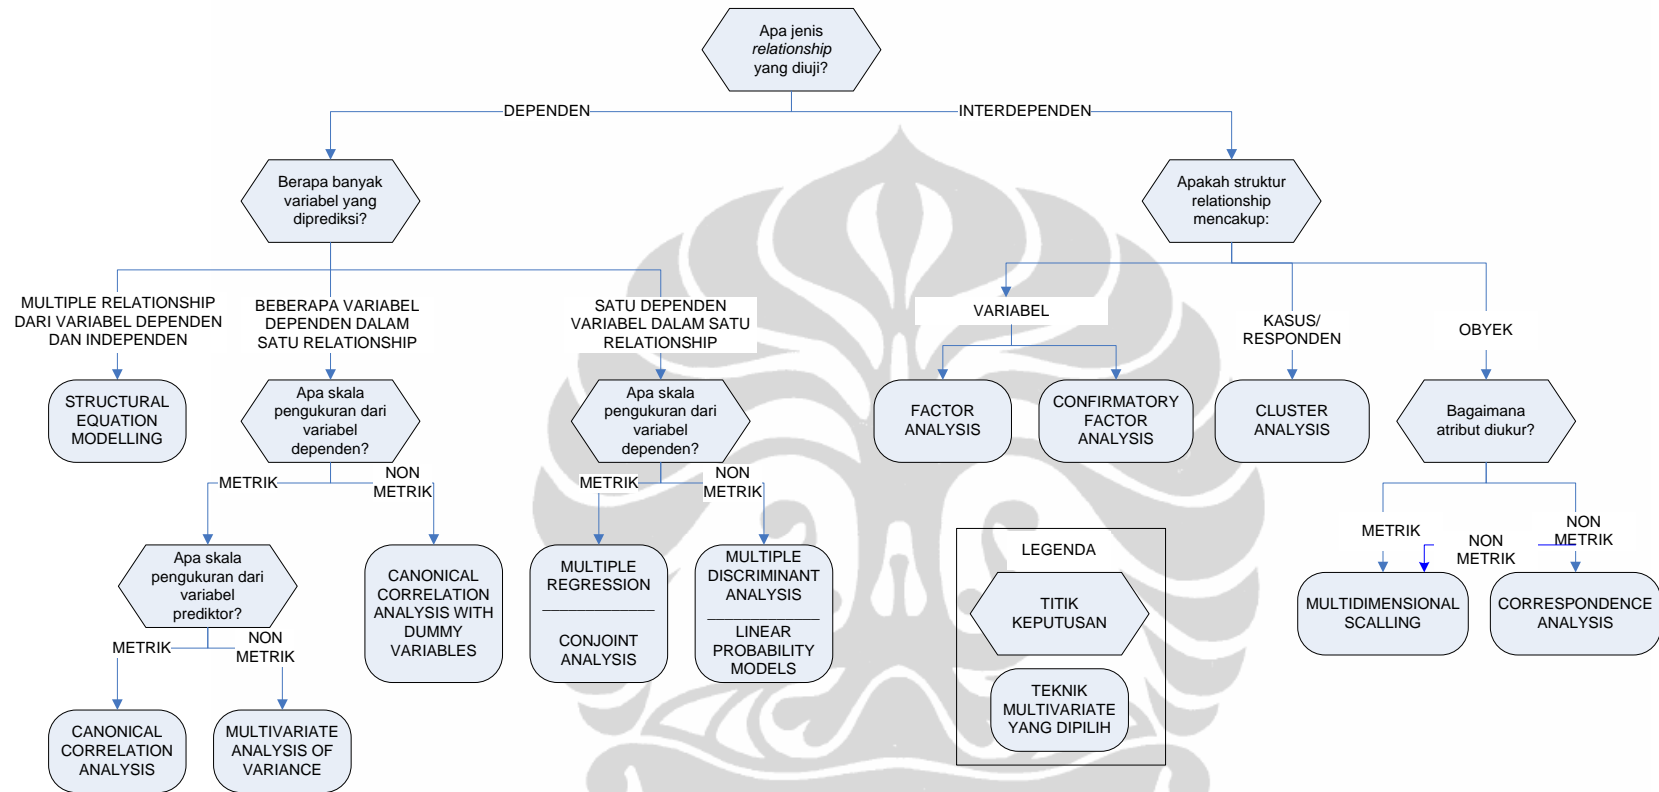 Apa jenis
relationship
yang diuji?
DEPENDEN
INTERDEPENDEN
Berapa banyak
variabel yang
diprediksi?
Apakah struktur
relationship
mencakup:
MULTIPLE RELATIONSHIP
DARI VARIABEL DEPENDEN
DAN INDEPENDEN
BEBERAPA VARIABEL
DEPENDEN DALAM
SATU RELATIONSHIP
SATU DEPENDEN
VARIABEL DALAM SATU
RELATIONSHIP
VARIABEL
KASUS/
RESPONDEN
OBYEK
STRUCTURAL
EQUATION
MODELLING
Apa skala
pengukuran dari
variabel
dependen?
Apa skala
pengukuran dari
variabel
dependen?
FACTOR
ANALYSIS
CONFIRMATORY
FACTOR
ANALYSIS
CLUSTER
ANALYSIS
Bagaimana
atribut diukur?
METRIK
NON
METRIK
METRIK
NON
METRIK
METRIK
NON
METRIK
NON
METRIK
Apa skala
pengukuran dari
variabel
prediktor?
CANONICAL
CORRELATION
ANALYSIS WITH
DUMMY
VARIABLES
MULTIPLE
REGRESSION
CONJOINT
ANALYSIS
MULTIPLE
DISCRIMINANT
ANALYSIS
LINEAR
PROBABILITY
MODELS
LEGENDA
TITIK
KEPUTUSAN
TEKNIK
MULTIVARIATE
YANG DIPILIH
MULTIDIMENSIONAL
SCALLING
CORRESPONDENCE
ANALYSIS
METRIK
NON
METRIK
CANONICAL
CORRELATION
ANALYSIS
MULTIVARIATE
ANALYSIS OF
VARIANCE